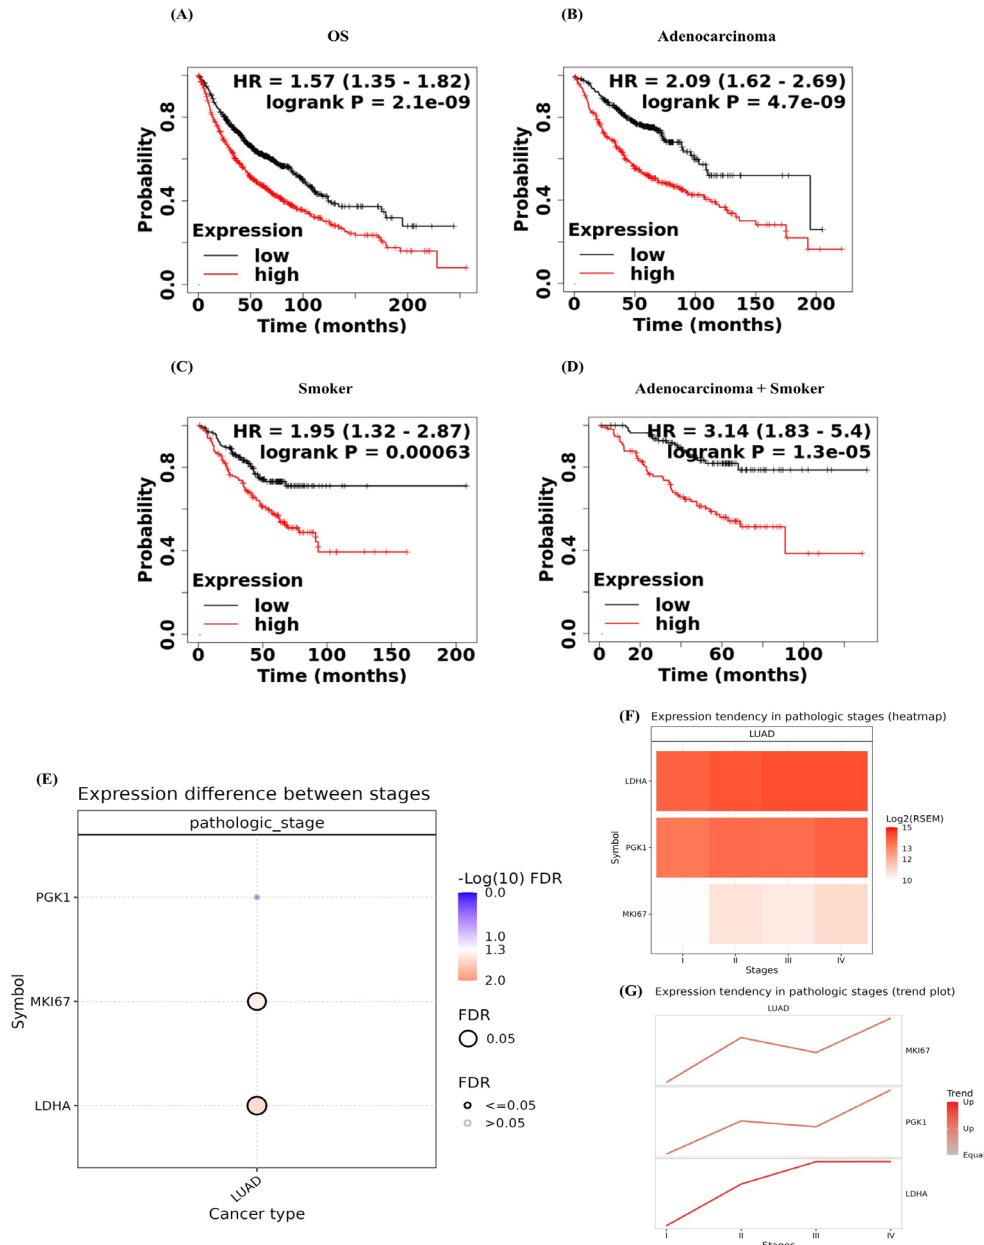 (A)
OS
HR = 1.57 (1.35 - 1.82)
logrank P = 2.1e-09
Probability
0.8
0.4
0.0
Expression
low
high
0 50 100 150 200
Time (months)
(B)
Adenocarcinoma
HR = 2.09 (1.62 - 2.69)
logrank P = 4.7e-09
Probability
0.8
0.4
0.0
Expression
low
high
0 50 100 150 200
Time (months)
(C)
Smoker
HR = 1.95 (1.32 - 2.87)
logrank P = 0.00063
Probability
0.8
0.4
0.0
Expression
low
high
0 50 100 150 200
Time (months)
(D)
Adenocarcinoma + Smoker
HR = 3.14 (1.83 - 5.4)
logrank P = 1.3e-05
Probability
0.8
0.4
0.0
Expression
low
high
0 20 40 60 100
Time (months)
(E)
Expression difference between stages
pathologic_stage
Symbol
PGK1
MKI67
LDHA
LUAD
Cancer type
-Log(10) FDR
0.0
1.0
1.3
2.0
FDR
0.05
FDR
<=0.05
>0.05
(F) Expression tendency in pathologic stages (heatmap)
LUAD
Symbol
LDHA
PGK1
MKI67
I II III IV
Stages
Log2(RSEM)
15
13
12
10
(G) Expression tendency in pathologic stages (trend plot)
LUAD
MKI67
PGK1
LDHA
I II III IV
Stages
Trend
Up
Up
Equal